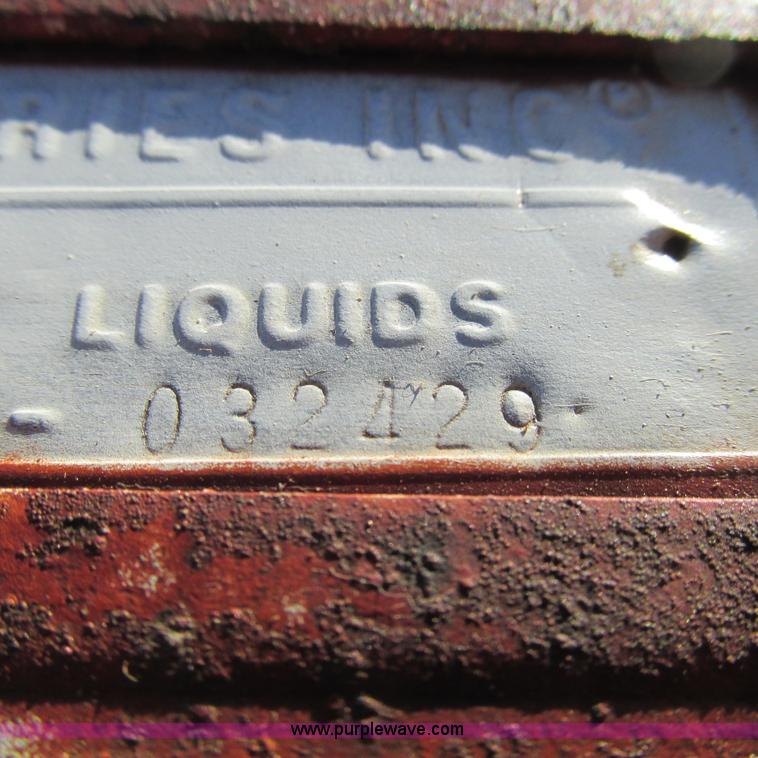 RIES INC®
LIQUIDS
- 032429
www.purplewave.com